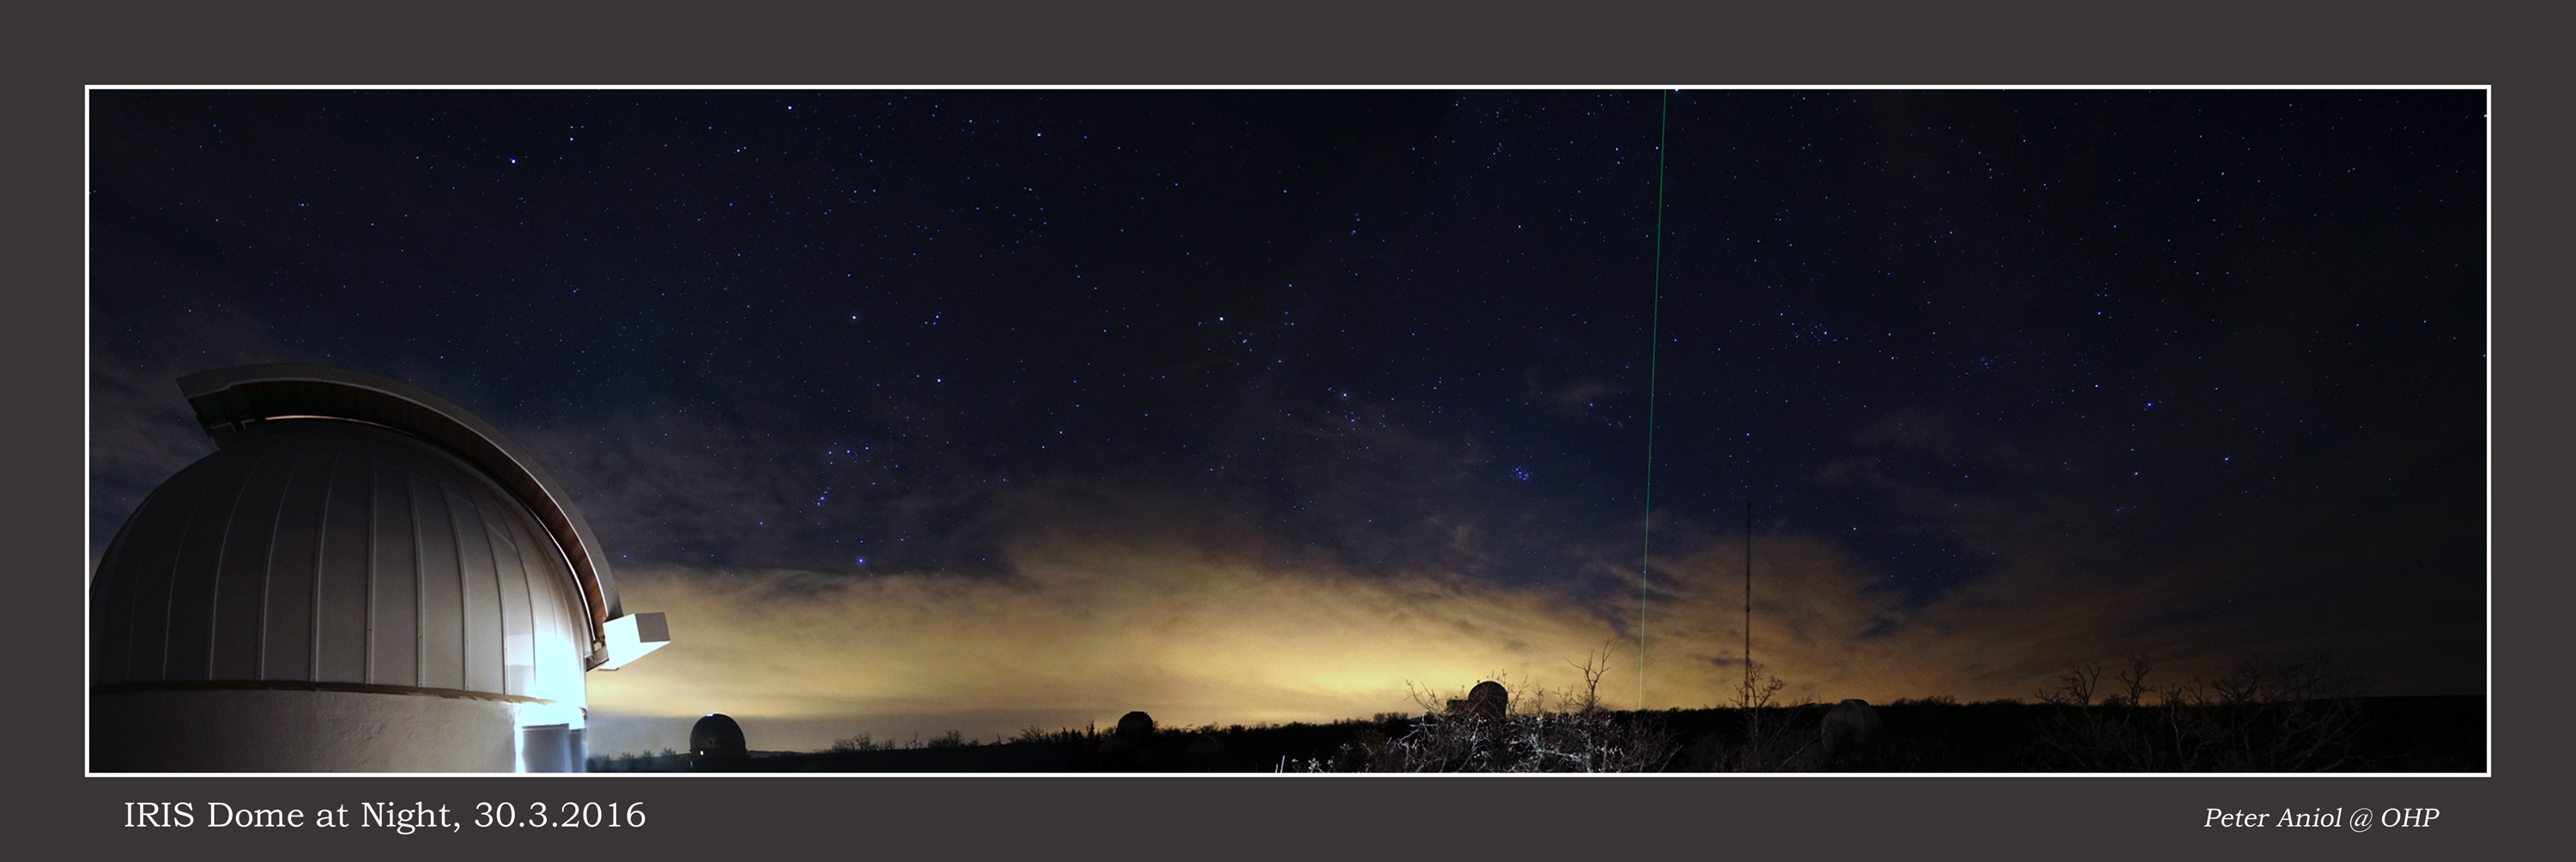 IRIS Dome at Night, 30.3.2016
Peter Aniol @ OHP